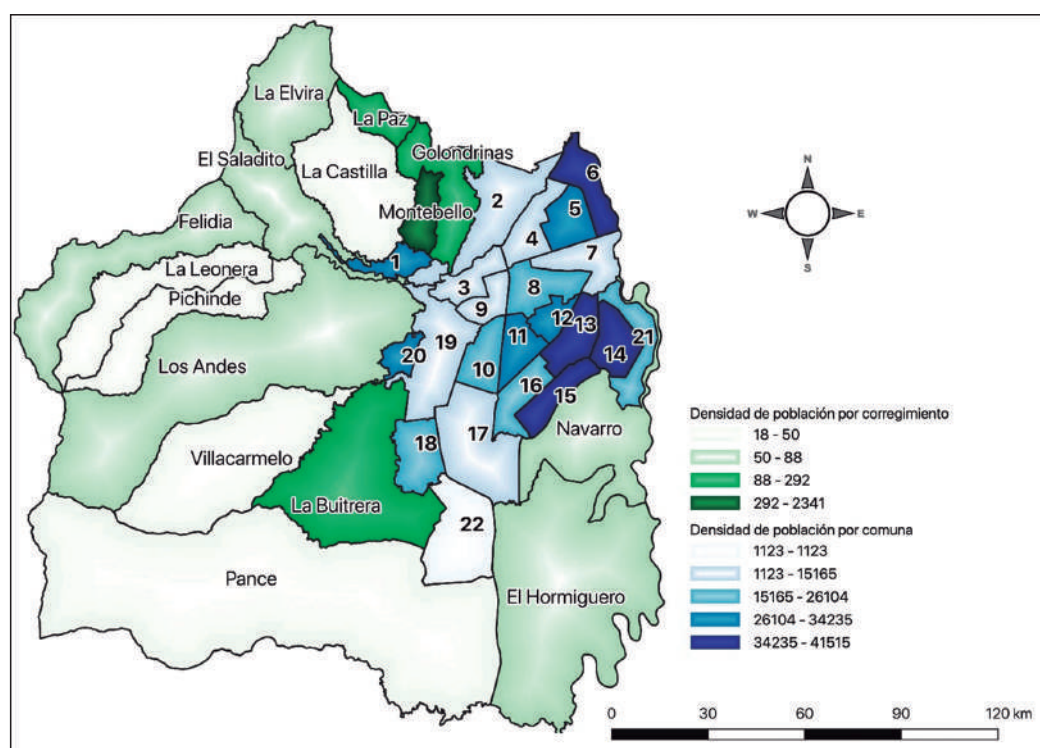 La Elvira
La Paz
El Saladito
La Castilla
Golondrinas
Felidia
Montebello
La Leonera
Pichinde
Los Andes
Villacarmelo
La Buitrera
Pance
Navarro
El Hormiguero
1
2
3
4
5
6
7
8
9
10
11
12
13
14
15
16
17
18
19
20
21
22
N
W
E
S
Densidad de población por corregimiento
18 - 50
50 - 88
88 - 292
292 - 2341
Densidad de población por comuna
1123 - 1123
1123 - 15165
15165 - 26104
26104 - 34235
34235 - 41515
0 30 60 90 120 km